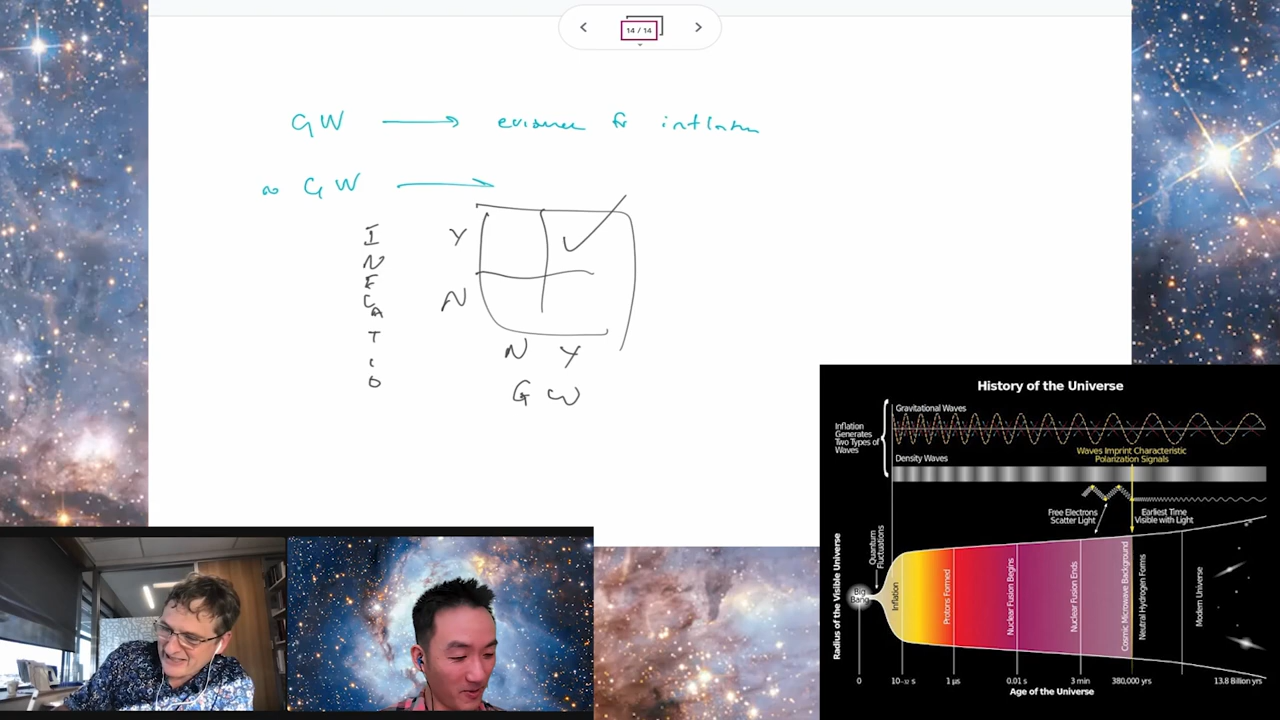 14 / 14
GW → evidence for inflation
no GW →
Y
N
I
N
F
L
A
T
I
O
N Y
G W
History of the Universe
Gravitational Waves
Inflation
Generates
Two Types of
Waves
Density Waves
Waves Imprint Characteristic
Polarization Signals
Free Electrons
Scatter Light
Earliest Time
Visible with Light
Radius of the Visible Universe
Quantum
Fluctuations
Big
Bang
Inflation
Protons Formed
Nuclear Fusion Begins
Nuclear Fusion Ends
Cosmic Microwave Background
Neutral Hydrogen Forms
Modern Universe
0 10-32 s 1 µs 0.01 s 3 min 380,000 yrs 13.8 Billion yrs
Age of the Universe